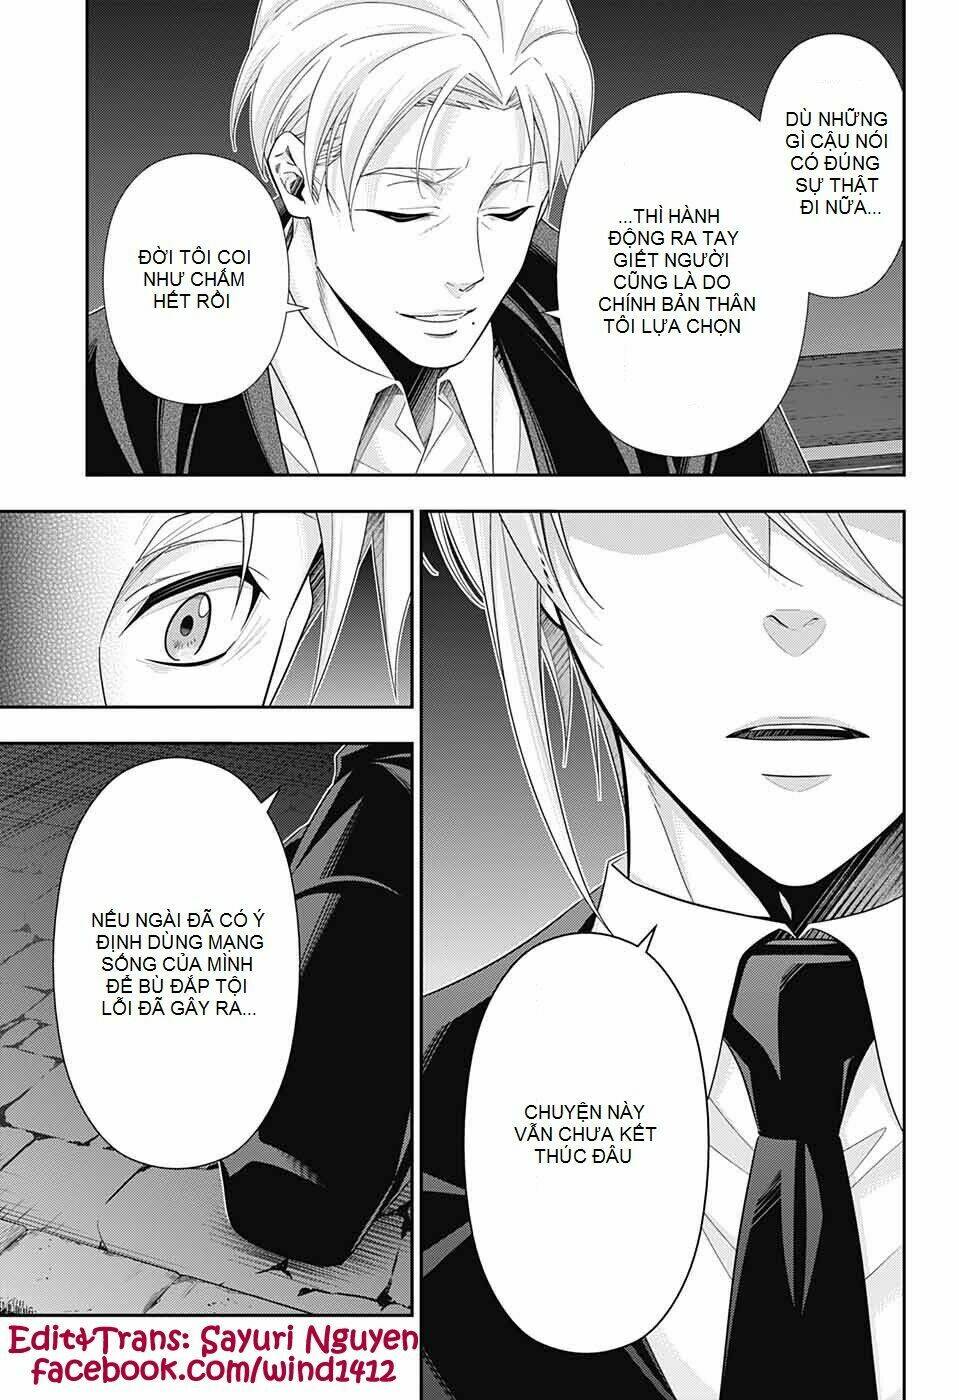 DÙ NHỮNG
GÌ CẬU NÓI
CÓ ĐÚNG
SỰ THẬT
ĐI NỮA...
...THÌ HÀNH
ĐỘNG RA TAY
GIẾT NGƯỜI
CŨNG LÀ DO
CHÍNH BẢN THÂN
TÔI LỰA CHỌN
ĐỜI TÔI COI
NHƯ CHẤM
HẾT RỒI
CHUYỆN NÀY
VẪN CHƯA KẾT
THÚC ĐÂU
NẾU NGÀI ĐÃ CÓ Ý
ĐỊNH DÙNG MẠNG
SỐNG CỦA MÌNH
ĐỂ BÙ ĐẮP TỘI
LỖI ĐÃ GÂY RA...
Edit&Trans: Sayuri Nguyen
facebook.com/wind1412